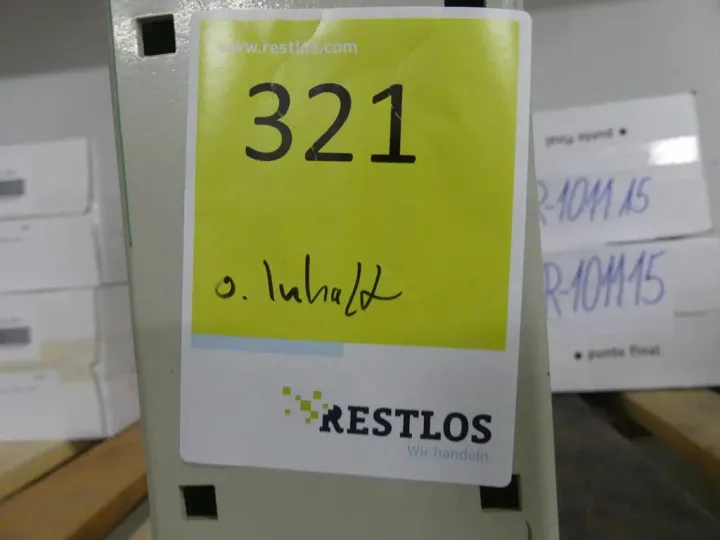 www.restlos.com
321
o. Inhalt
RESTLOS
Wir handeln.
punto final
R-101115
R-101115
punto final